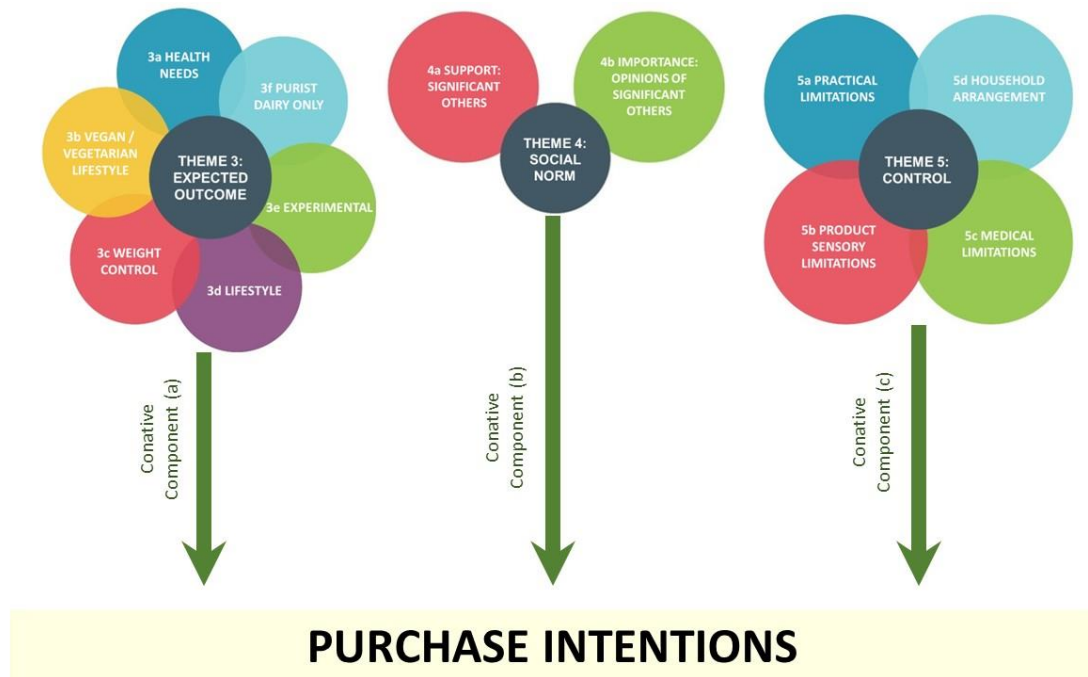 3a HEALTH
NEEDS
3f PURIST
DAIRY ONLY
3b VEGAN /
VEGETARIAN
LIFESTYLE
THEME 3:
EXPECTED
OUTCOME
3e EXPERIMENTAL
3c WEIGHT
CONTROL
3d LIFESTYLE
4a SUPPORT:
SIGNIFICANT
OTHERS
4b IMPORTANCE:
OPINIONS OF
SIGNIFICANT
OTHERS
THEME 4:
SOCIAL
NORM
5a PRACTICAL
LIMITATIONS
5d HOUSEHOLD
ARRANGEMENT
THEME 5:
CONTROL
5b PRODUCT
SENSORY
LIMITATIONS
5c MEDICAL
LIMITATIONS
Conative
Component (a)
Conative
Component (b)
Conative
Component (c)
PURCHASE INTENTIONS